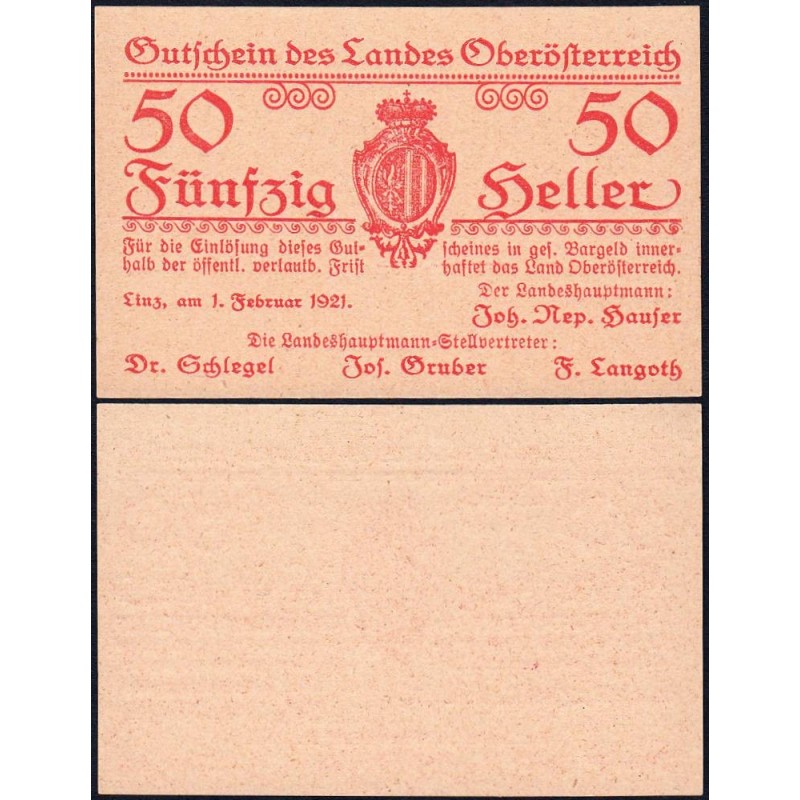 Gutschein des Landes Oberösterreich
50 50
Fünfzig Heller
Für die Einlösung dieses Gut- scheines in ges. Bargeld inner-
halb der öffentl. verlautb. Frist haftet das Land Oberösterreich.
Linz, am 1. Februar 1921.
Der Landeshauptmann:
Joh. Nep. Hauser
Die Landeshauptmann-Stellvertreter:
Dr. Schlegel Jos. Gruber F. Langoth